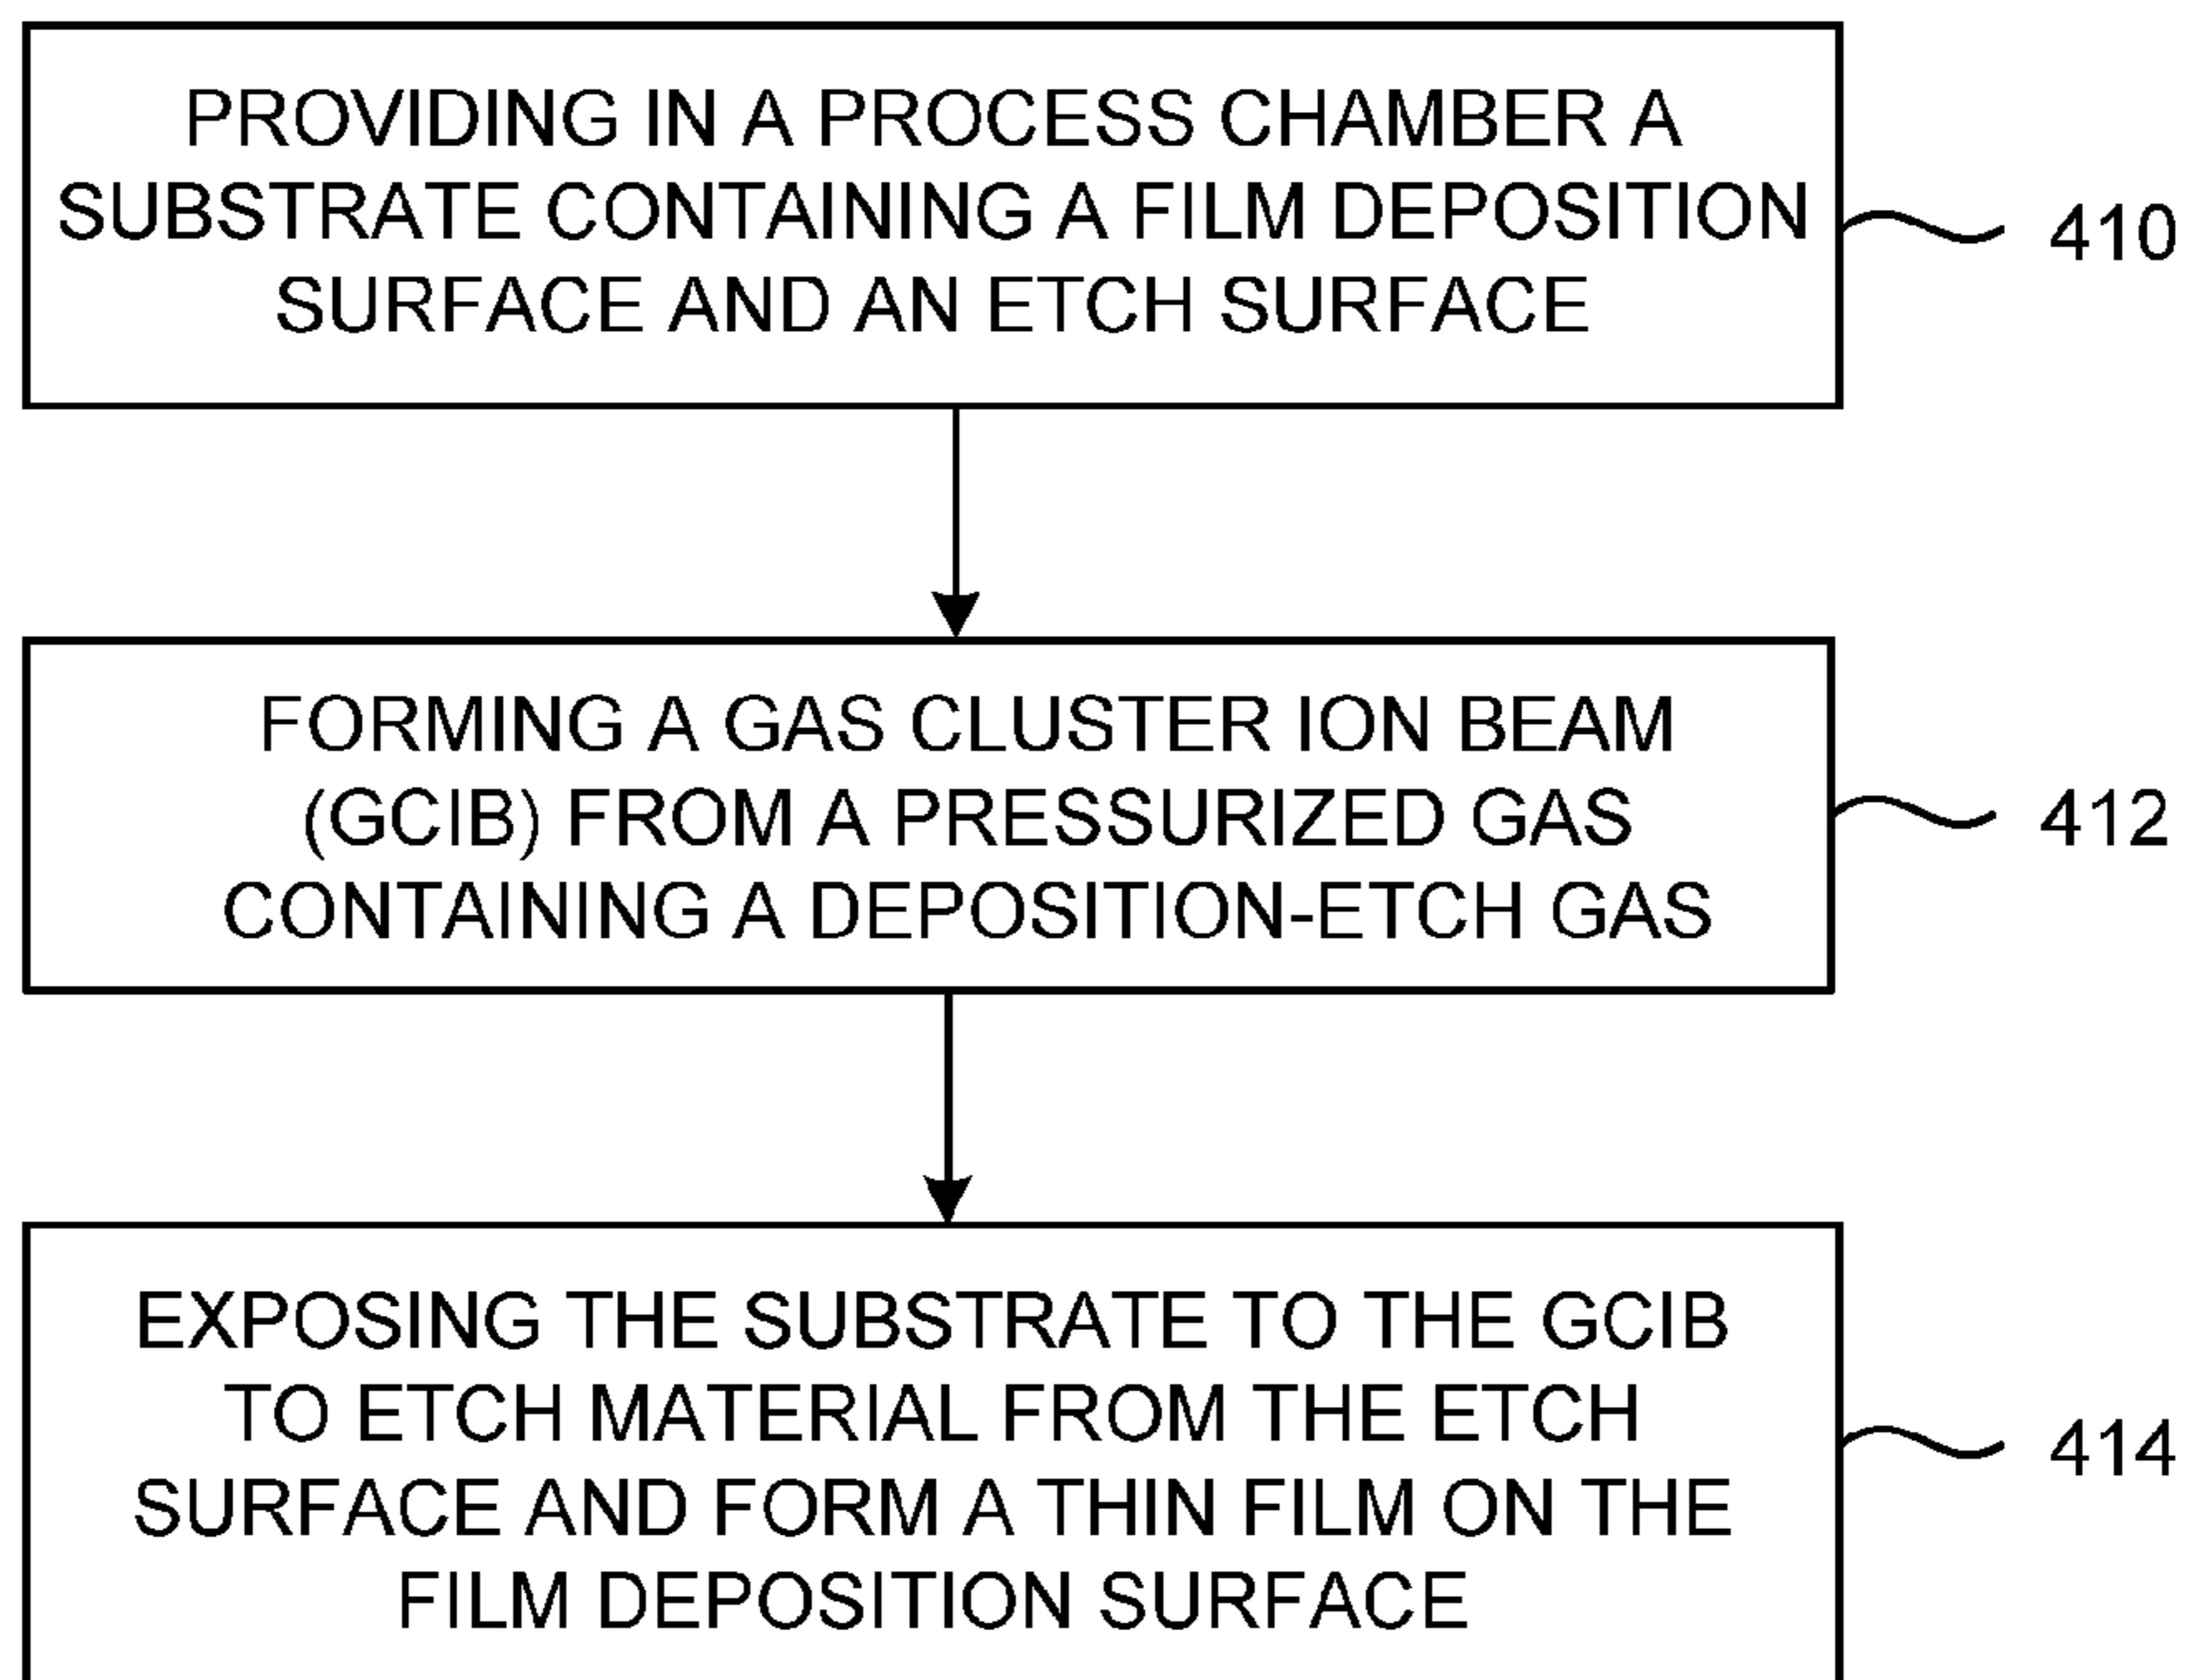 PROVIDING IN A PROCESS CHAMBER A
SUBSTRATE CONTAINING A FILM DEPOSITION
SURFACE AND AN ETCH SURFACE
410
FORMING A GAS CLUSTER ION BEAM
(GCIB) FROM A PRESSURIZED GAS
CONTAINING A DEPOSITION-ETCH GAS
412
EXPOSING THE SUBSTRATE TO THE GCIB
TO ETCH MATERIAL FROM THE ETCH
SURFACE AND FORM A THIN FILM ON THE
FILM DEPOSITION SURFACE
414